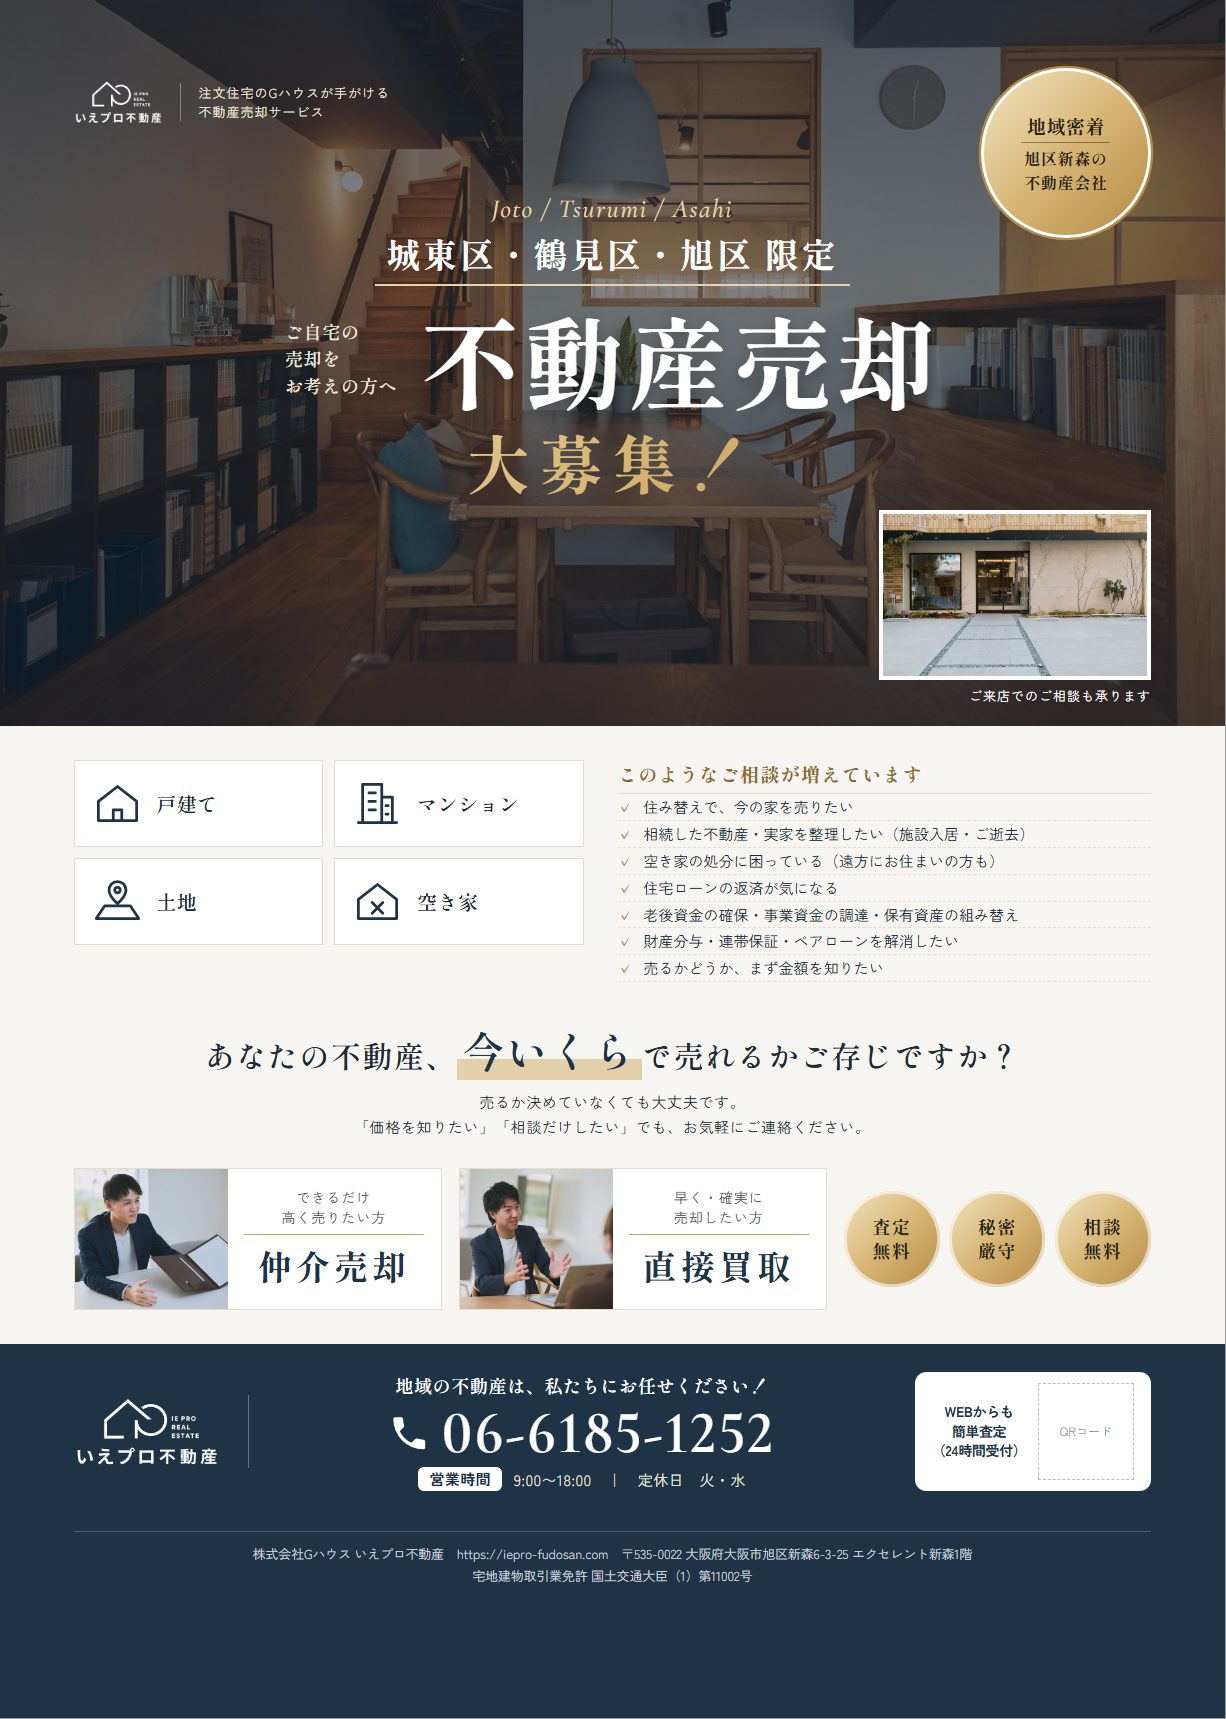 IE PRO
REAL
ESTATE
いえプロ不動産
注文住宅のGハウスが手がける
不動産売却サービス
地域密着
旭区新森の
不動産会社
Joto / Tsurumi / Asahi
城東区・鶴見区・旭区 限定
ご自宅の
売却を
お考えの方へ
不動産売却
大募集！
ご来店でのご相談も承ります
戸建て
マンション
土地
空き家
このようなご相談が増えています
住み替えで、今の家を売りたい
相続した不動産・実家を整理したい（施設入居・ご逝去）
空き家の処分に困っている（遠方にお住まいの方も）
住宅ローンの返済が気になる
老後資金の確保・事業資金の調達・保有資産の組み替え
財産分与・連帯保証・ペアローンを解消したい
売るかどうか、まず金額を知りたい
あなたの不動産、今いくらで売れるかご存じですか？
売るか決めていなくても大丈夫です。
「価格を知りたい」「相談だけしたい」でも、お気軽にご連絡ください。
できるだけ
高く売りたい方
仲介売却
早く・確実に
売却したい方
直接買取
査定
無料
秘密
厳守
相談
無料
IE PRO
REAL
ESTATE
いえプロ不動産
地域の不動産は、私たちにお任せください！
06-6185-1252
営業時間 9:00〜18:00 | 定休日 火・水
WEBからも
簡単査定
（24時間受付）
QRコード
株式会社Gハウス いえプロ不動産 https://iepro-fudosan.com 〒535-0022 大阪府大阪市旭区新森6-3-25 エクセレント新森1階
宅地建物取引業免許 国土交通大臣（1）第11002号